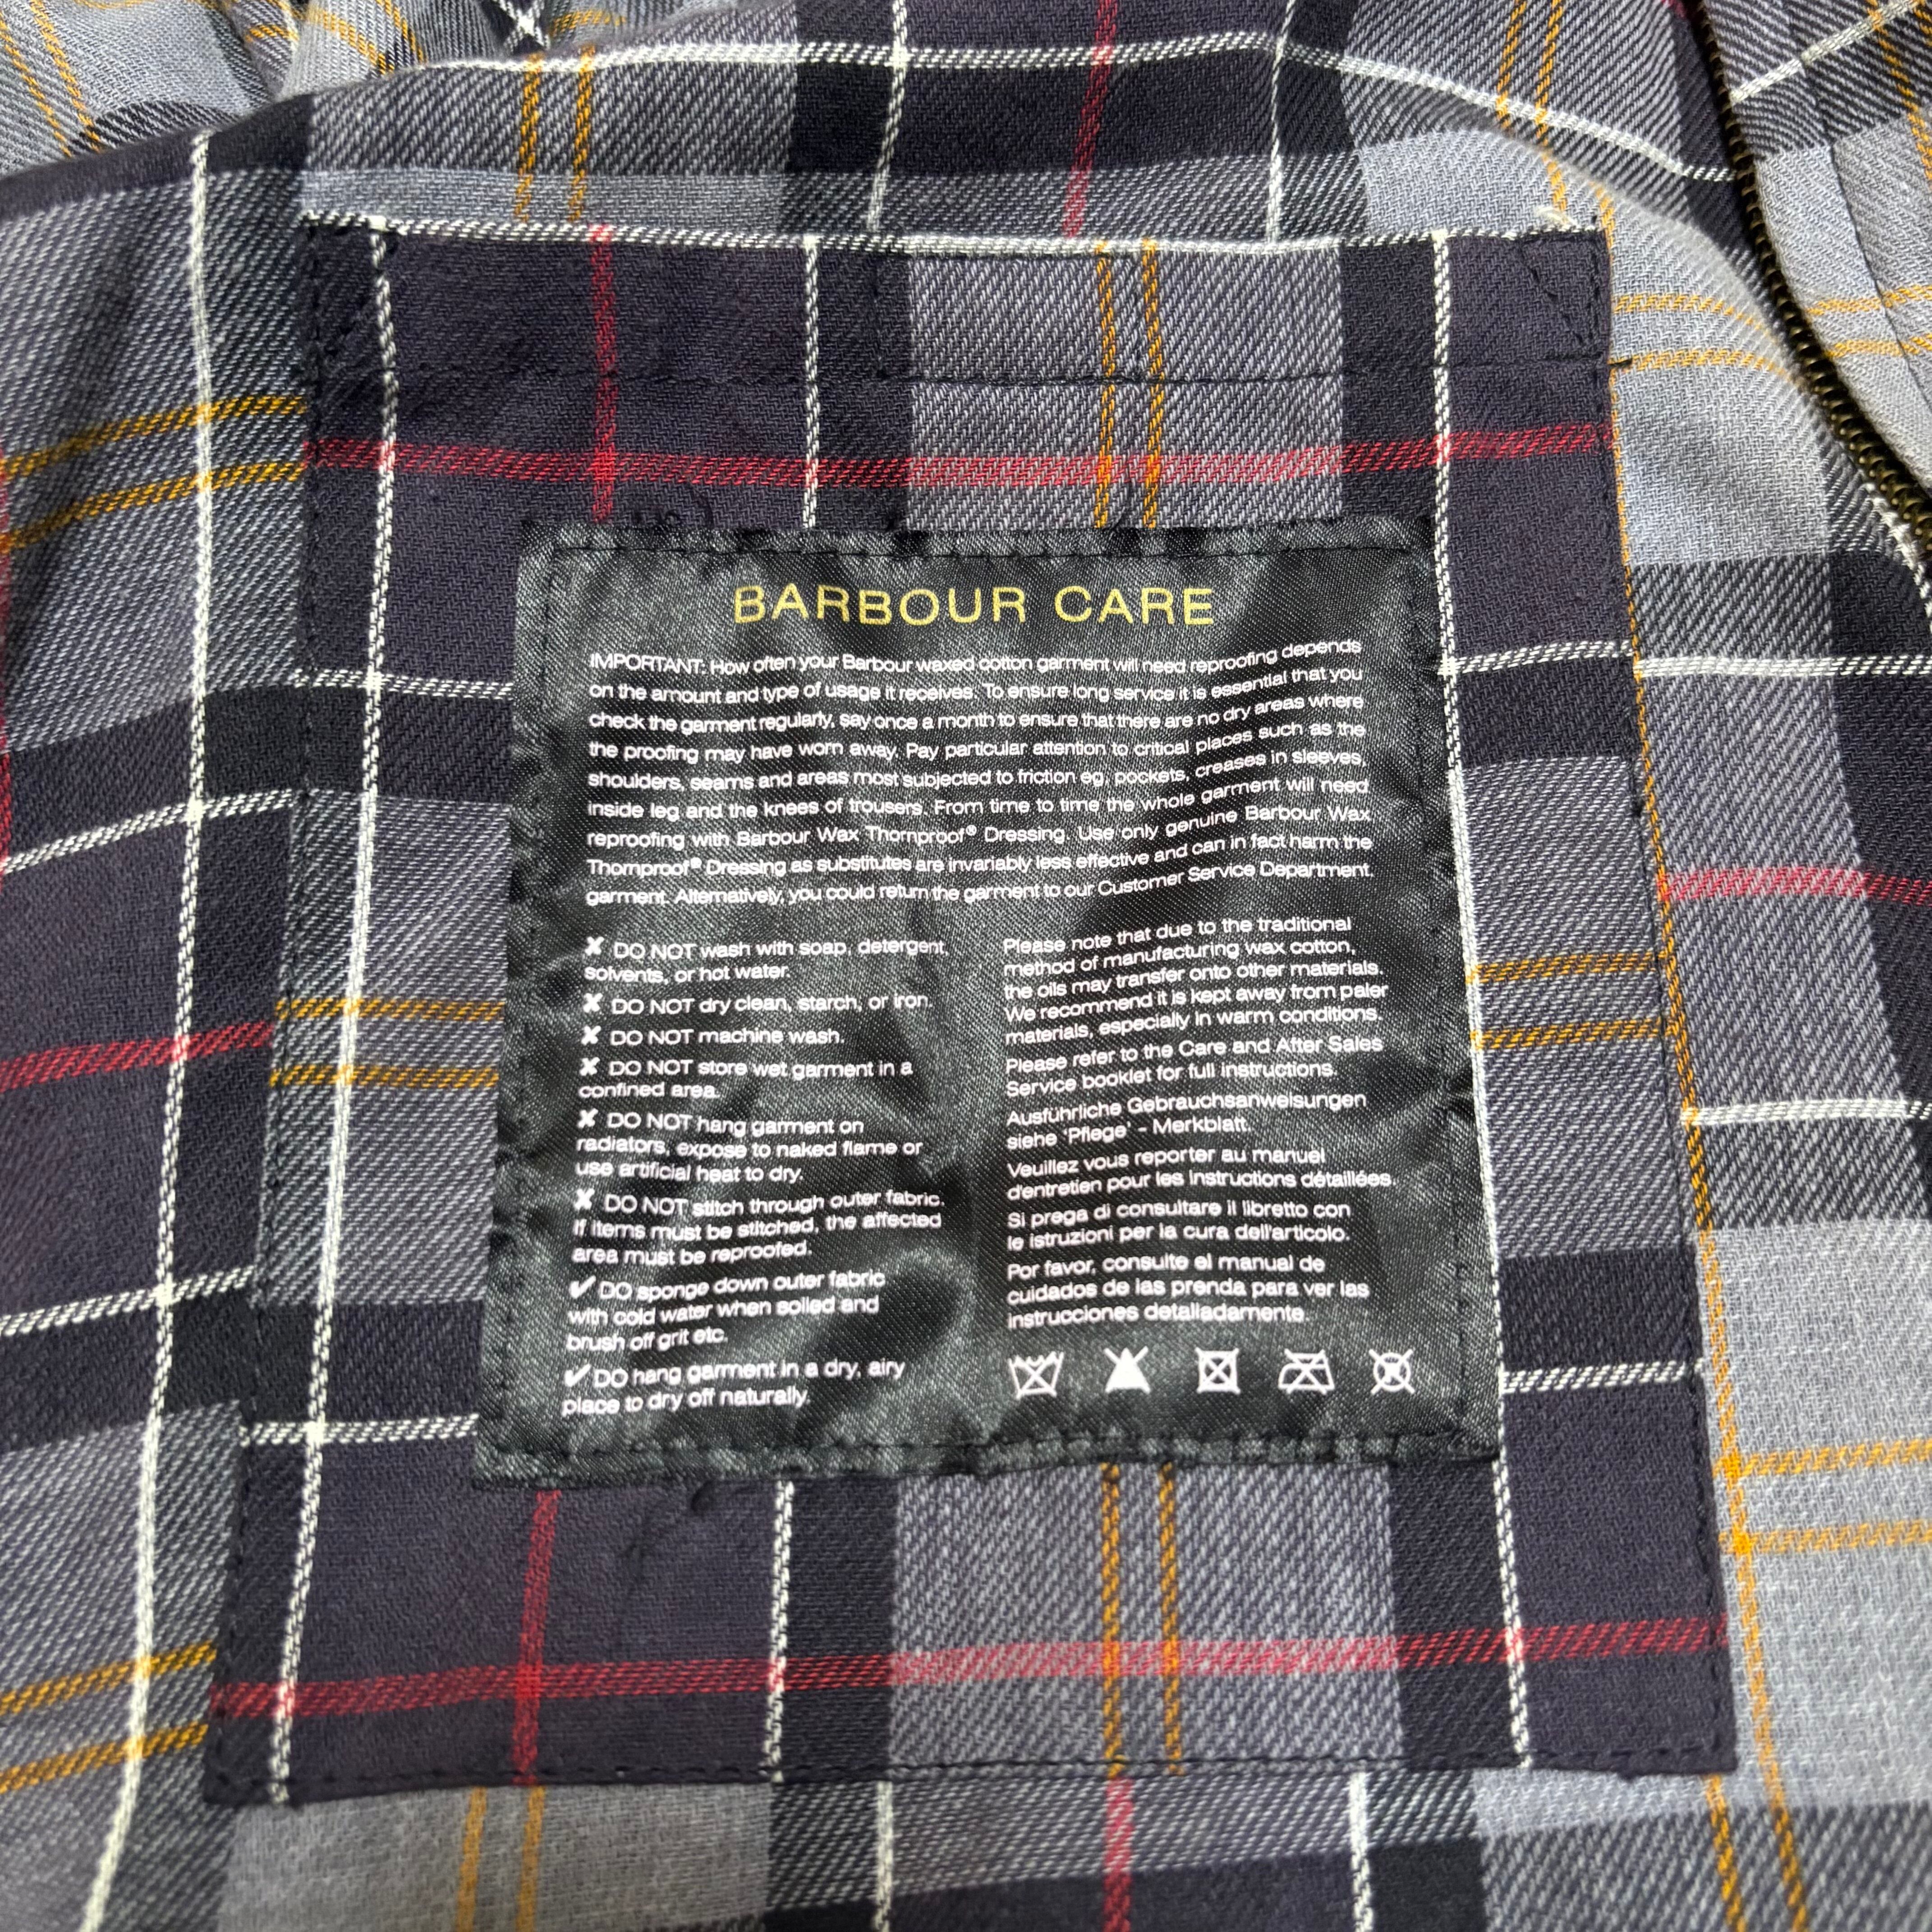 BARBOUR CARE
IMPORTANT: How often your Barbour waxed cotton garment will need reproofing depends
on the amount and type of usage it receives. To ensure long service it is essential that you
check the garment regularly, say once a month to ensure that there are no dry areas where
the proofing may have worn away. Pay particular attention to critical places such as the
shoulders, seams and areas most subjected to friction eg, pockets, creases in sleeves,
inside leg and the knees of trousers. From time to time the whole garment will need
reproofing with Barbour Wax Thornproof® Dressing. Use only genuine Barbour Wax
Thornproof® Dressing as substitutes are invariably less effective and can in fact harm the
garment. Alternatively, you could return the garment to our Customer Service Department.
✘ DO NOT wash with soap, detergent,
solvents, or hot water.
✘ DO NOT dry clean, starch, or iron.
✘ DO NOT machine wash.
✘ DO NOT store wet garment in a
confined area.
✘ DO NOT hang garment on
radiators, expose to naked flame or
use artificial heat to dry.
✘ DO NOT stitch through outer fabric.
If items must be stitched, the affected
area must be reproofed.
✔ DO sponge down outer fabric
with cold water when soiled and
brush off grit etc.
✔ DO hang garment in a dry, airy
place to dry off naturally.
Please note that due to the traditional
method of manufacturing wax cotton,
the oils may transfer onto other materials.
We recommend it is kept away from paler
materials, especially in warm conditions.
Please refer to the Care and After Sales
Service booklet for full instructions.
Ausführliche Gebrauchsanweisungen
siehe 'Pflege' - Merkblatt.
Veuillez vous reporter au manuel
d'entretien pour les instructions détaillées.
Si prega di consultare il libretto con
le istruzioni per la cura dell'articolo.
Por favor, consulte el manual de
cuidados de las prenda para ver las
instrucciones detalladamente.